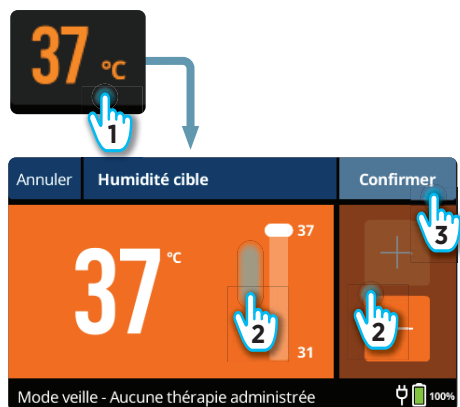 37 °C
1
Annuler Humidité cible Confirmer
37 °C
37
3
2
2
31
Mode veille - Aucune thérapie administrée 100%